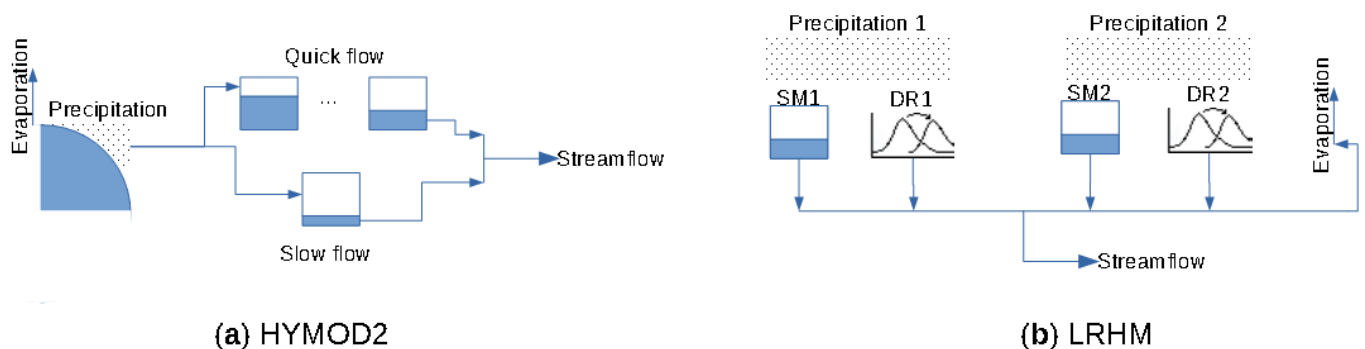 Evaporation
Precipitation
Quick flow
...
Slow flow
Streamflow
(a) HYMOD2
Precipitation 1
Precipitation 2
SM1
DR1
SM2
DR2
Evaporation
Streamflow
(b) LRHM